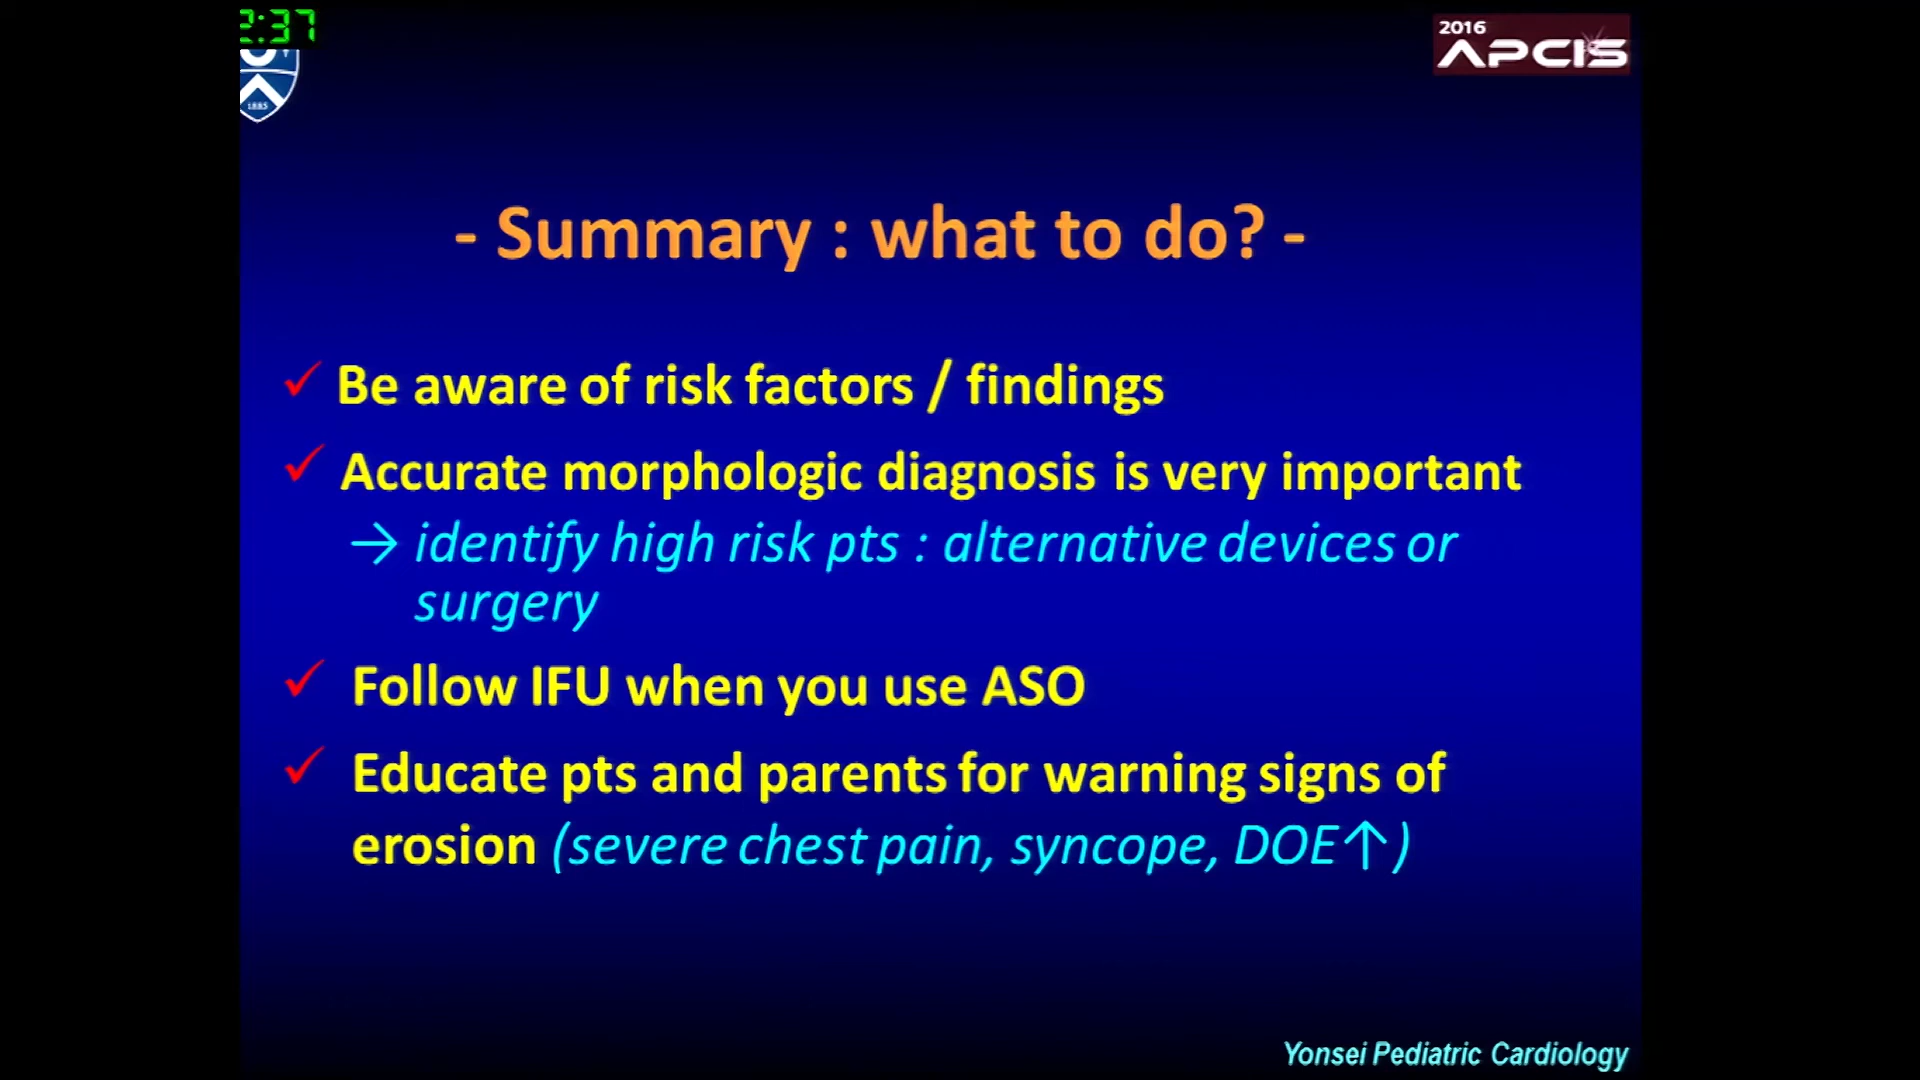 2:37
2016
APCIS
1885
- Summary : what to do? -
✓ Be aware of risk factors / findings
✓ Accurate morphologic diagnosis is very important
→ identify high risk pts : alternative devices or
surgery
✓ Follow IFU when you use ASO
✓ Educate pts and parents for warning signs of
erosion (severe chest pain, syncope, DOE↑)
Yonsei Pediatric Cardiology